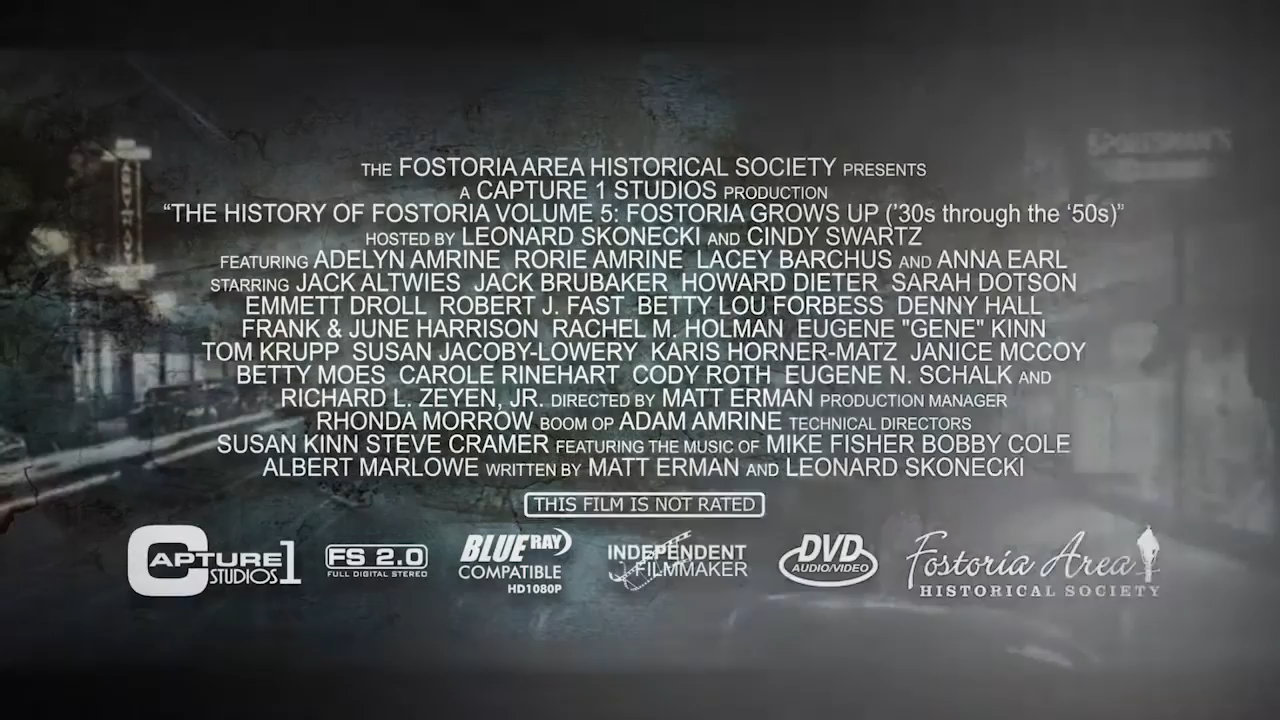 THE FOSTORIA AREA HISTORICAL SOCIETY PRESENTS
A CAPTURE 1 STUDIOS PRODUCTION
“THE HISTORY OF FOSTORIA VOLUME 5: FOSTORIA GROWS UP (’30s through the ‘50s)”
HOSTED BY LEONARD SKONECKI AND CINDY SWARTZ
FEATURING ADELYN AMRINE RORIE AMRINE LACEY BARCHUS AND ANNA EARL
STARRING JACK ALTWIES JACK BRUBAKER HOWARD DIETER SARAH DOTSON
EMMETT DROLL ROBERT J. FAST BETTY LOU FORBESS DENNY HALL
FRANK & JUNE HARRISON RACHEL M. HOLMAN EUGENE "GENE" KINN
TOM KRUPP SUSAN JACOBY-LOWERY KARIS HORNER-MATZ JANICE MCCOY
BETTY MOES CAROLE RINEHART CODY ROTH EUGENE N. SCHALK AND
RICHARD L. ZEYEN, JR. DIRECTED BY MATT ERMAN PRODUCTION MANAGER
RHONDA MORROW BOOM OP ADAM AMRINE TECHNICAL DIRECTORS
SUSAN KINN STEVE CRAMER FEATURING THE MUSIC OF MIKE FISHER BOBBY COLE
ALBERT MARLOWE WRITTEN BY MATT ERMAN AND LEONARD SKONECKI
THIS FILM IS NOT RATED
CAPTURE 1
STUDIOS
FS 2.0
FULL DIGITAL STEREO
BLUE RAY
COMPATIBLE
HD1080P
INDEPENDENT
FILMMAKER
DVD
AUDIO/VIDEO
Fostoria Area
HISTORICAL SOCIETY